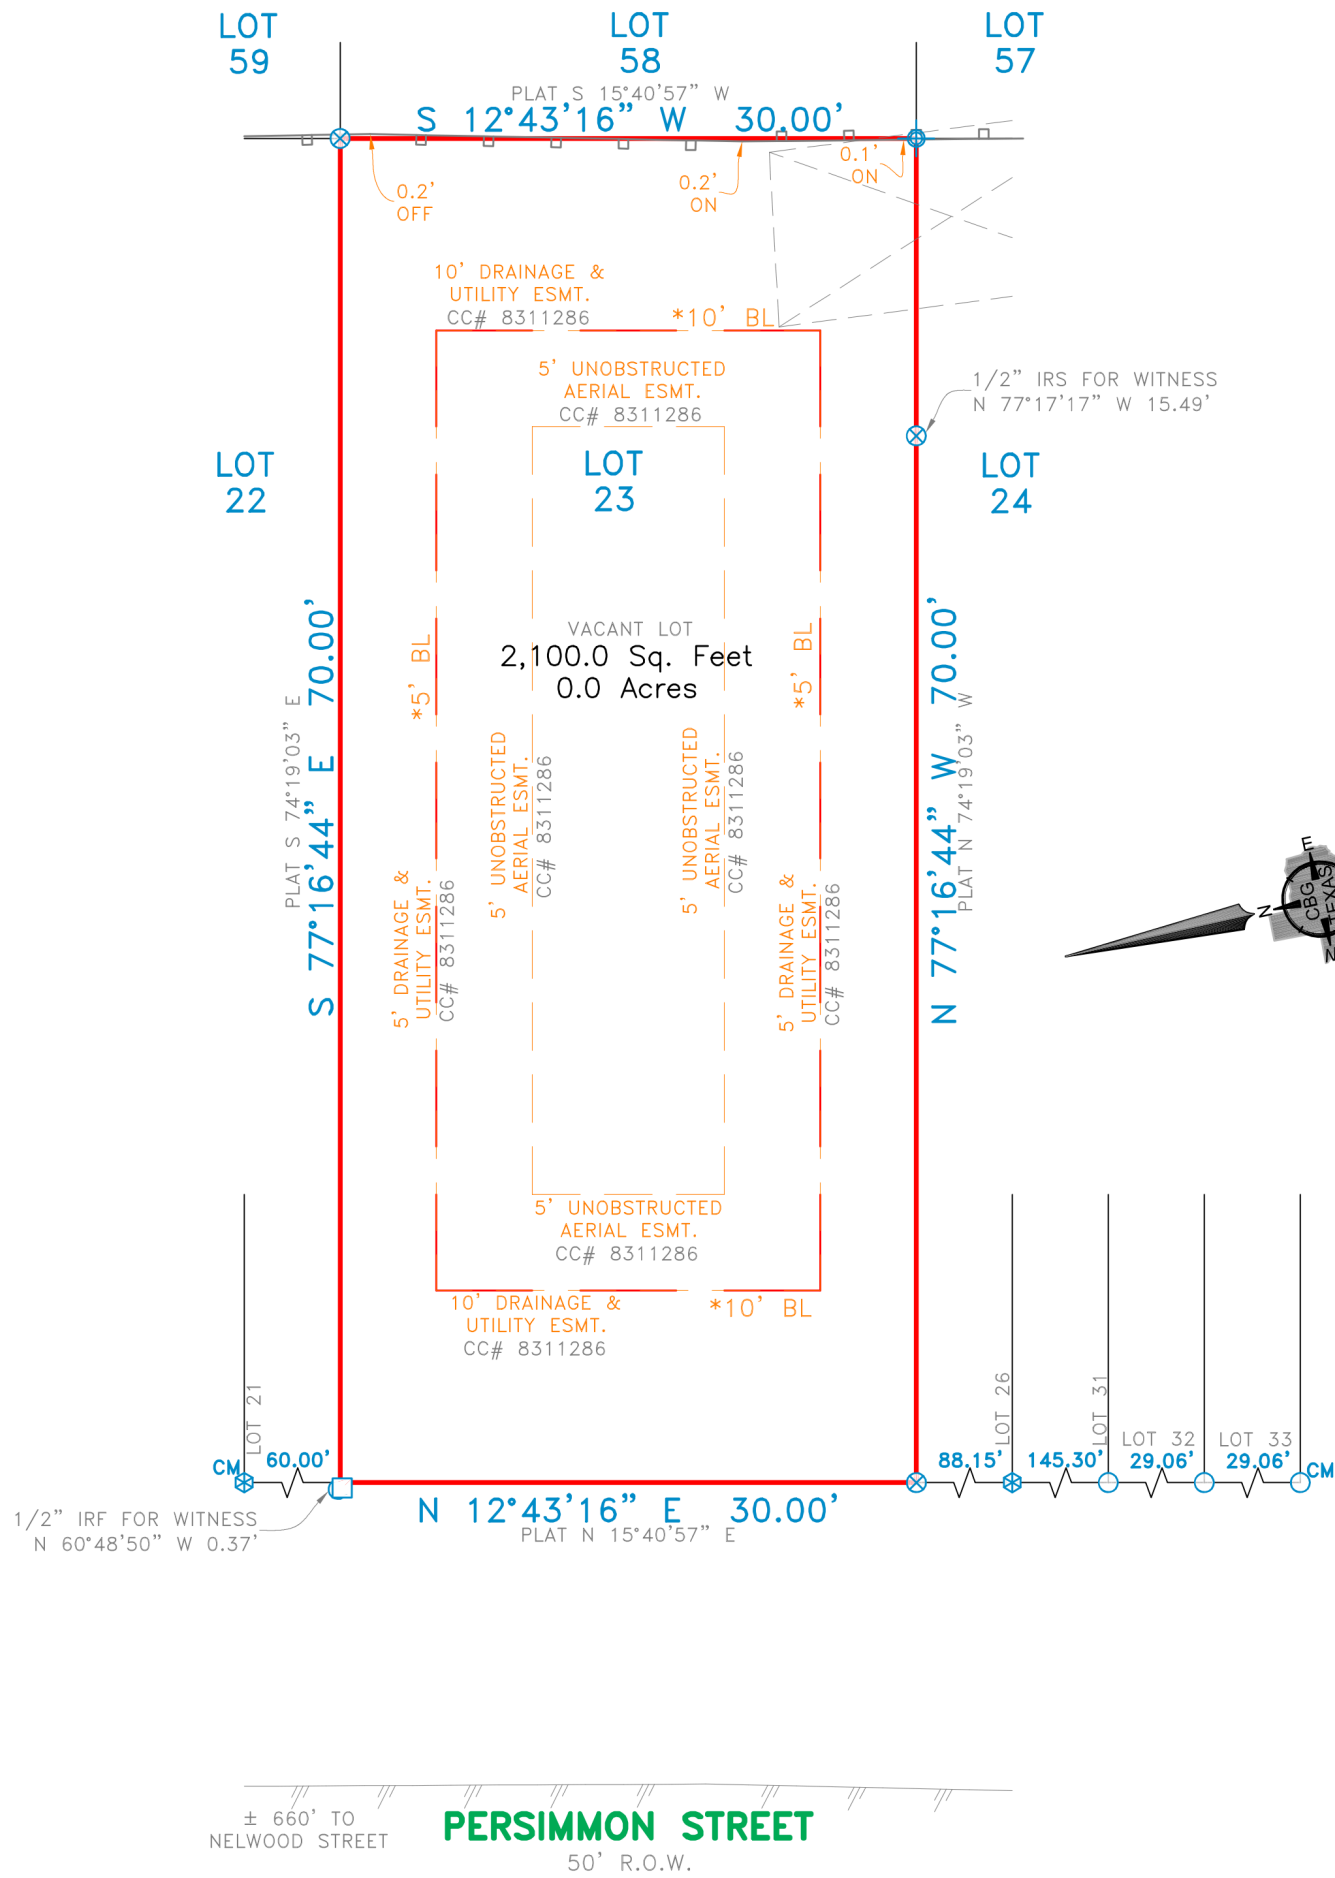 LOT
59
LOT
58
LOT
57
PLAT S 15°40'57" W
S 12°43'16" W 30.00'
0.2'
OFF
0.2'
ON
0.1'
ON
10' DRAINAGE &
UTILITY ESMT.
CC# 8311286
*10' BL
5' UNOBSTRUCTED
AERIAL ESMT.
CC# 8311286
1/2" IRS FOR WITNESS
N 77°17'17" W 15.49'
LOT
22
LOT
23
LOT
24
VACANT LOT
2,100.0 Sq. Feet
0.0 Acres
PLAT S 74°19'03" E
S 77°16'44" E 70.00'
*5' BL
*5' BL
N 77°16'44" W 70.00'
PLAT N 74°19'03" W
5' UNOBSTRUCTED
AERIAL ESMT.
CC# 8311286
5' UNOBSTRUCTED
AERIAL ESMT.
CC# 8311286
5' DRAINAGE &
UTILITY ESMT.
CC# 8311286
5' DRAINAGE &
UTILITY ESMT.
CC# 8311286
E
N
CBG
TEXAS
5' UNOBSTRUCTED
AERIAL ESMT.
CC# 8311286
10' DRAINAGE &
UTILITY ESMT.
CC# 8311286
*10' BL
LOT 21
LOT 26
LOT 31
LOT 32
LOT 33
CM
60.00'
88.15'
145.30'
29.06'
29.06'
CM
1/2" IRF FOR WITNESS
N 60°48'50" W 0.37'
N 12°43'16" E 30.00'
PLAT N 15°40'57" E
± 660' TO
NELWOOD STREET
PERSIMMON STREET
50' R.O.W.